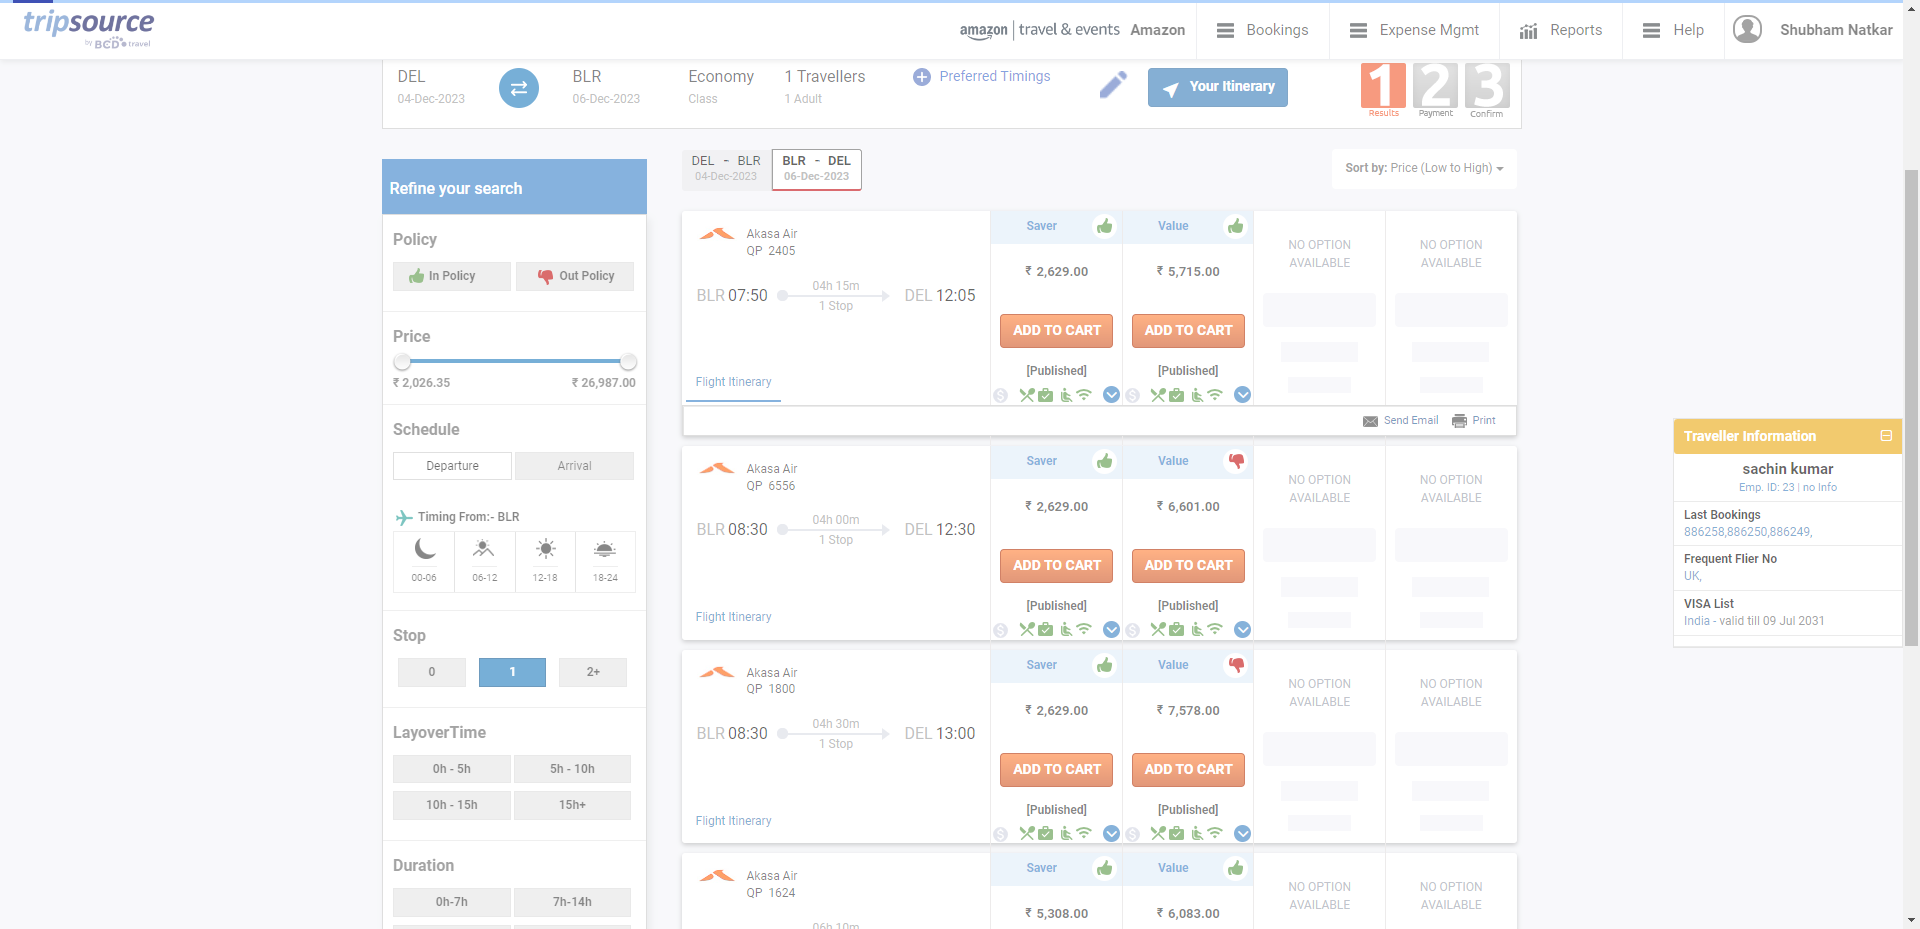 tripsource
by BCD travel
amazon | travel & events Amazon
Bookings
Expense Mgmt
Reports
Help
Shubham Natkar
DEL
04-Dec-2023
BLR
06-Dec-2023
Economy
Class
1 Travellers
1 Adult
Preferred Timings
Your Itinerary
1 Results
2 Payment
3 Confirm
Refine your search
Policy
In Policy
Out Policy
Price
₹ 2,026.35
₹ 26,987.00
Schedule
Departure
Arrival
Timing From:- BLR
00-06
06-12
12-18
18-24
Stop
0
1
2+
LayoverTime
0h - 5h
5h - 10h
10h - 15h
15h+
Duration
0h-7h
7h-14h
DEL - BLR
04-Dec-2023
BLR - DEL
06-Dec-2023
Sort by: Price (Low to High)
Akasa Air
QP 2405
BLR 07:50
04h 15m
1 Stop
DEL 12:05
Flight Itinerary
Saver
₹ 2,629.00
ADD TO CART
[Published]
Value
₹ 5,715.00
ADD TO CART
[Published]
NO OPTION
AVAILABLE
NO OPTION
AVAILABLE
Send Email
Print
Akasa Air
QP 6556
BLR 08:30
04h 00m
1 Stop
DEL 12:30
Flight Itinerary
Saver
₹ 2,629.00
ADD TO CART
[Published]
Value
₹ 6,601.00
ADD TO CART
[Published]
NO OPTION
AVAILABLE
NO OPTION
AVAILABLE
Akasa Air
QP 1800
BLR 08:30
04h 30m
1 Stop
DEL 13:00
Flight Itinerary
Saver
₹ 2,629.00
ADD TO CART
[Published]
Value
₹ 7,578.00
ADD TO CART
[Published]
NO OPTION
AVAILABLE
NO OPTION
AVAILABLE
Akasa Air
QP 1624
06h 10m
Saver
₹ 5,308.00
Value
₹ 6,083.00
NO OPTION
AVAILABLE
NO OPTION
AVAILABLE
Traveller Information
sachin kumar
Emp. ID: 23 | no Info
Last Bookings
886258,886250,886249,
Frequent Flier No
UK,
VISA List
India - valid till 09 Jul 2031